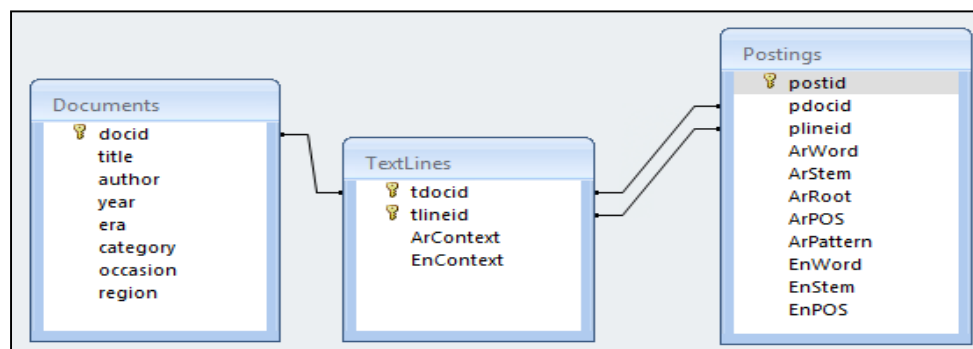 Documents
docid
title
author
year
era
category
occasion
region
TextLines
tdocid
tlineid
ArContext
EnContext
Postings
postid
pdocid
plineid
ArWord
ArStem
ArRoot
ArPOS
ArPattern
EnWord
EnStem
EnPOS